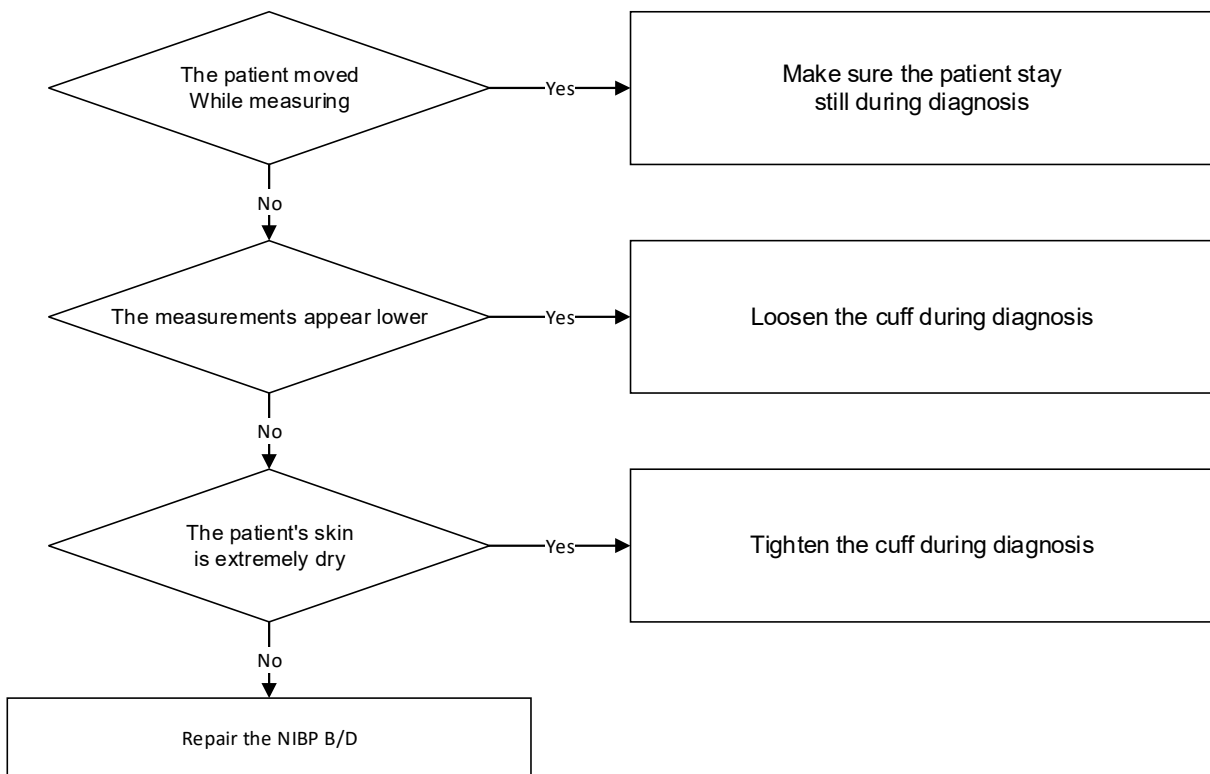 The patient moved
While measuring
Yes
Make sure the patient stay
still during diagnosis
No
The measurements appear lower
Yes
Loosen the cuff during diagnosis
No
The patient's skin
is extremely dry
Yes
Tighten the cuff during diagnosis
No
Repair the NIBP B/D